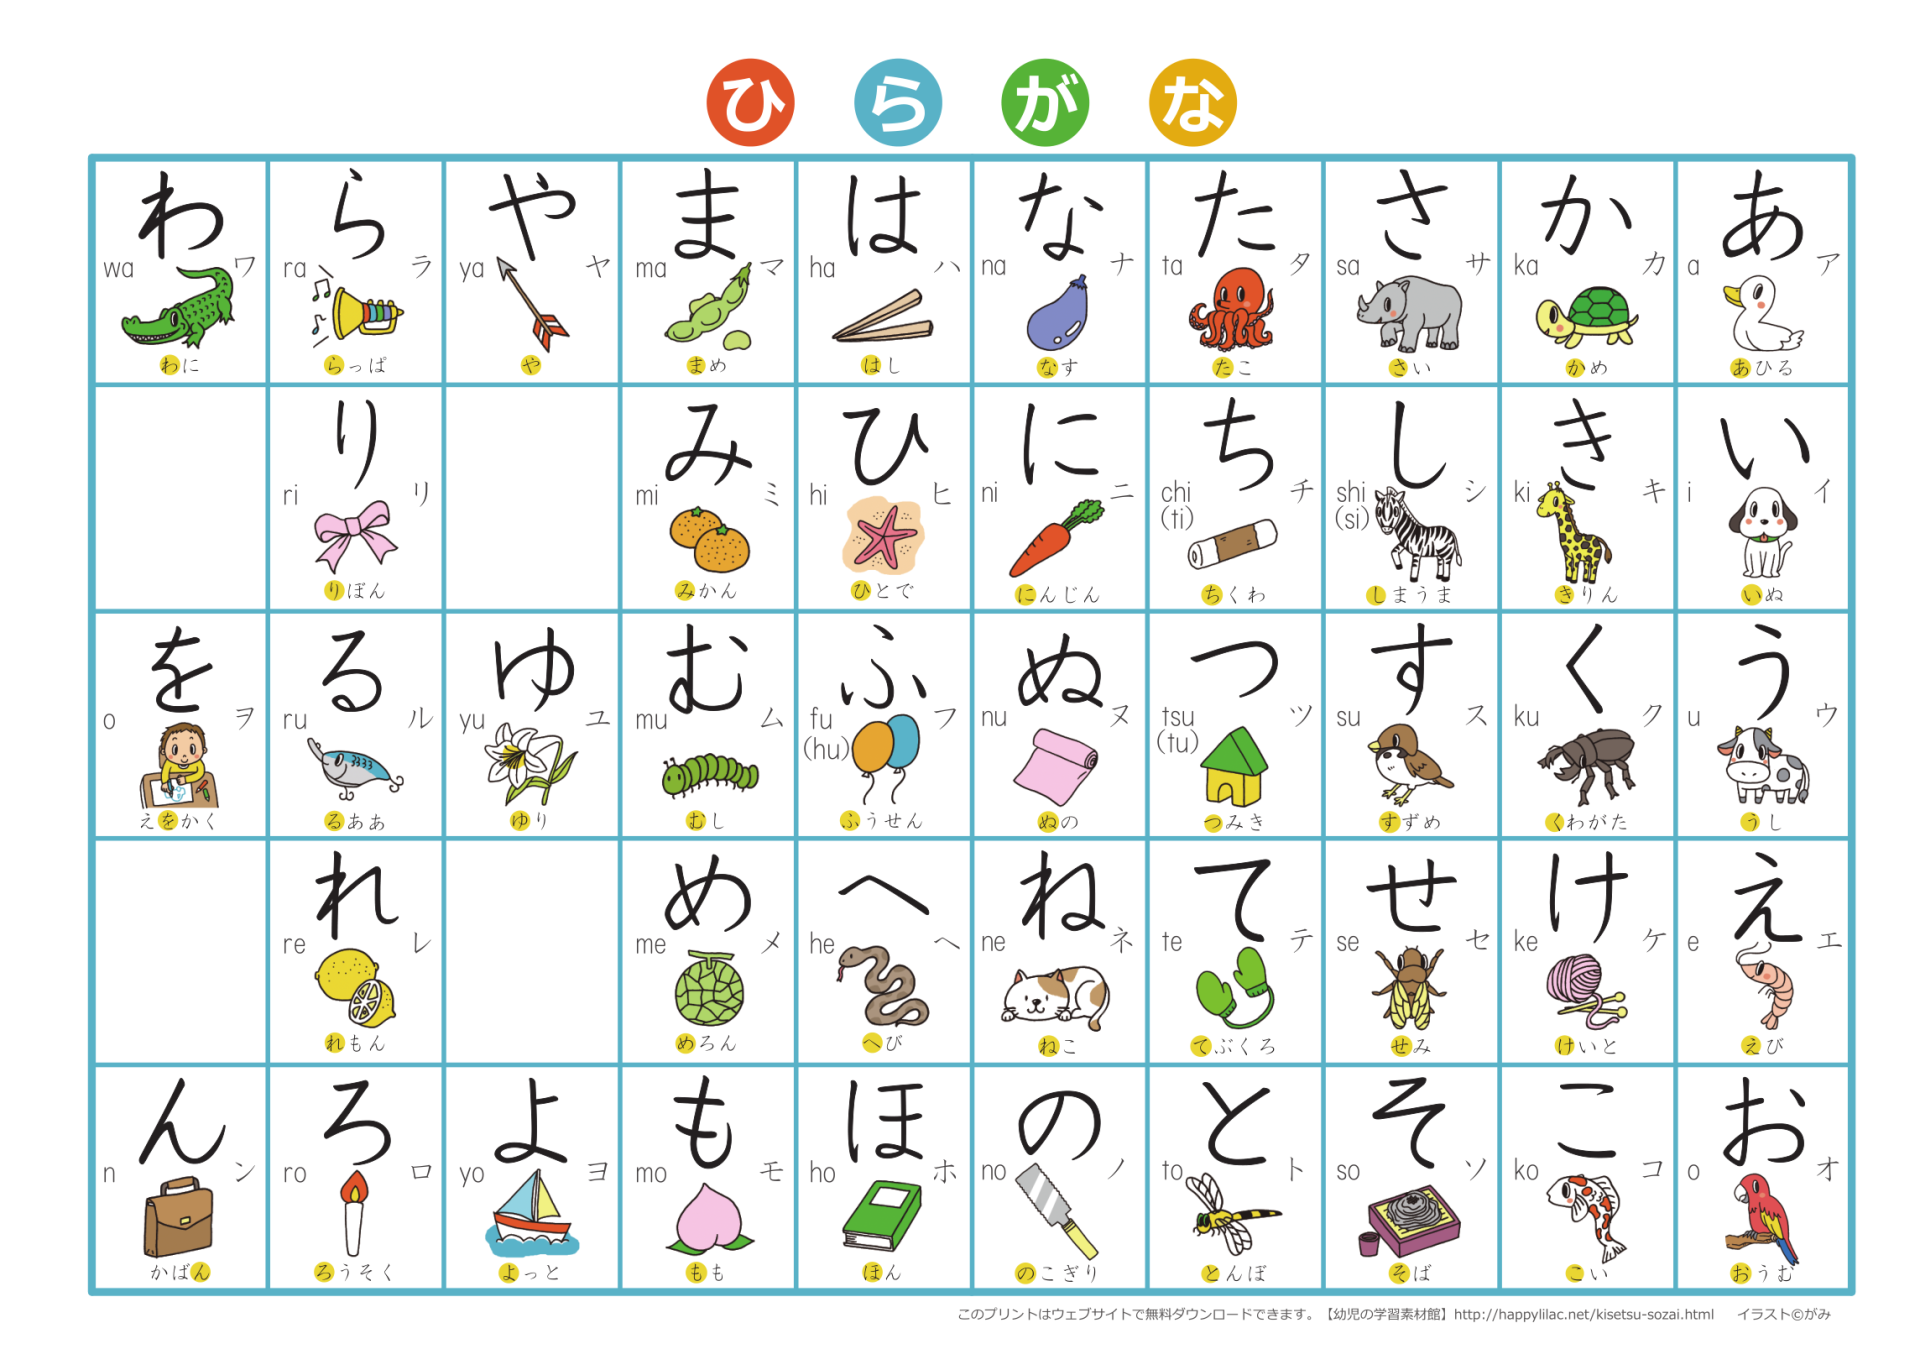 ひらがな
わ ら や ま は な た さ か あ
wa ワ ra ラ ya ヤ ma マ ha ハ na ナ ta タ sa サ ka カ a ア
わに らっぱ や まめ はし なす たこ さい かめ あひる
り み ひ に ち し き い
ri リ mi ミ hi ヒ ni ニ chi チ shi シ ki キ i イ
(ti) (si)
りぼん みかん ひとで にんじん ちくわ しまうま きりん いぬ
を る ゆ む ふ ぬ つ す く う
o ヲ ru ル yu ユ mu ム fu フ nu ヌ tsu ツ su ス ku ク u ウ
(hu) (tu)
えをかく るああ ゆり むし ふうせん ぬの つみき すずめ くわがた うし
れ め へ ね て せ け え
re レ me メ he ヘ ne ネ te テ se セ ke ケ e エ
れもん めろん へび ねこ てぶくろ せみ けいと えび
ん ろ よ も ほ の と そ こ お
n ン ro ロ yo ヨ mo モ ho ホ no ノ to ト so ソ ko コ o オ
かばん ろうそく よっと もも ほん のこぎり とんぼ そば こい おうむ
このプリントはウェブサイトで無料ダウンロードできます。【幼児の学習素材館】http://happylilac.net/kisetsu-sozai.html イラスト©がみ